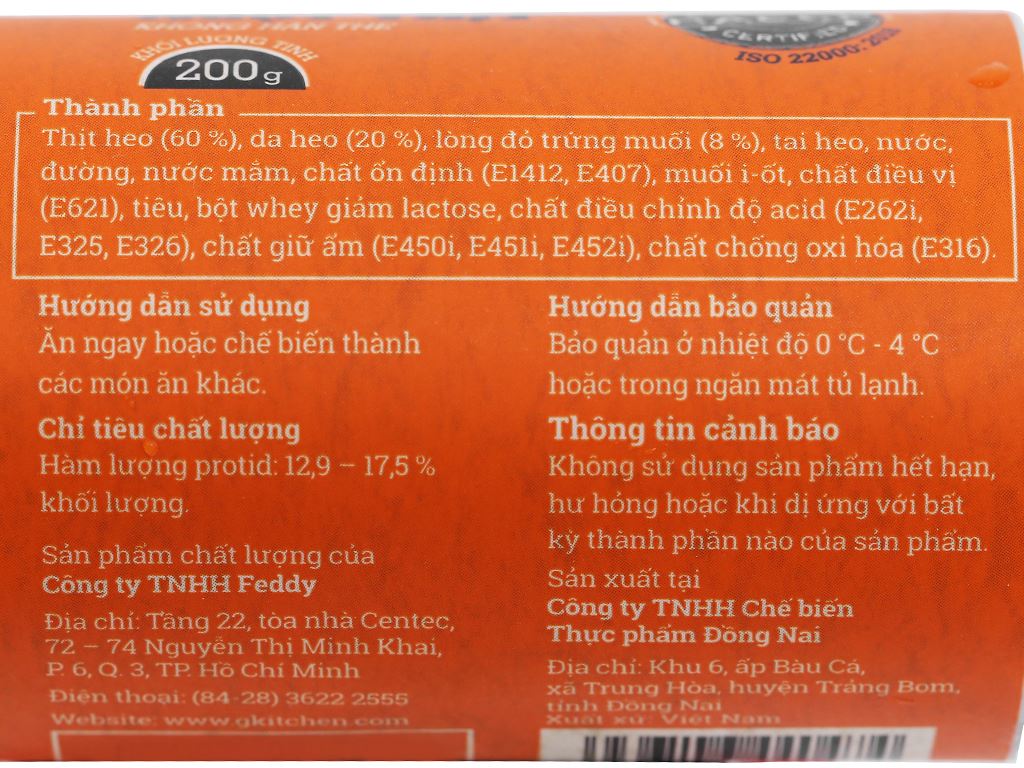 KHÔNG HÀN THE
KHỐI LƯỢNG TỊNH
200g
CERTIFIED
ISO 22000: 2018
Thành phần
Thịt heo (60 %), da heo (20 %), lòng đỏ trứng muối (8 %), tai heo, nước,
đường, nước mắm, chất ổn định (E1412, E407), muối i-ốt, chất điều vị
(E621), tiêu, bột whey giảm lactose, chất điều chỉnh độ acid (E262i,
E325, E326), chất giữ ẩm (E450i, E451i, E452i), chất chống oxi hóa (E316).
Hướng dẫn sử dụng
Ăn ngay hoặc chế biến thành
các món ăn khác.
Chỉ tiêu chất lượng
Hàm lượng protid: 12,9 – 17,5 %
khối lượng.
Sản phẩm chất lượng của
Công ty TNHH Feddy
Địa chỉ: Tầng 22, tòa nhà Centec,
72 – 74 Nguyễn Thị Minh Khai,
P. 6, Q. 3, TP. Hồ Chí Minh
Điện thoại: (84-28) 3622 2555
Website: www.gkitchen.com
Hướng dẫn bảo quản
Bảo quản ở nhiệt độ 0 °C - 4 °C
hoặc trong ngăn mát tủ lạnh.
Thông tin cảnh báo
Không sử dụng sản phẩm hết hạn,
hư hỏng hoặc khi dị ứng với bất
kỳ thành phần nào của sản phẩm.
Sản xuất tại
Công ty TNHH Chế biến
Thực phẩm Đồng Nai
Địa chỉ: Khu 6, ấp Bàu Cá,
xã Trung Hòa, huyện Trảng Bom,
tỉnh Đồng Nai
Xuất xứ: Việt Nam